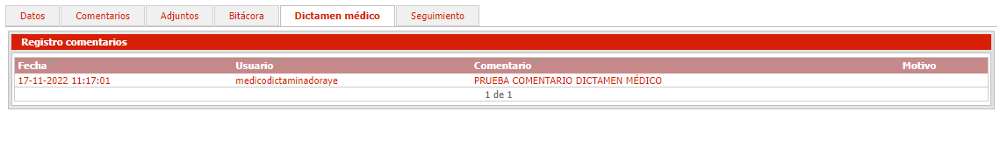 Datos Comentarios Adjuntos Bitácora Dictamen médico Seguimiento
Registro comentarios
Fecha Usuario Comentario Motivo
17-11-2022 11:17:01 medicodictaminadoraye PRUEBA COMENTARIO DICTAMEN MÉDICO
1 de 1